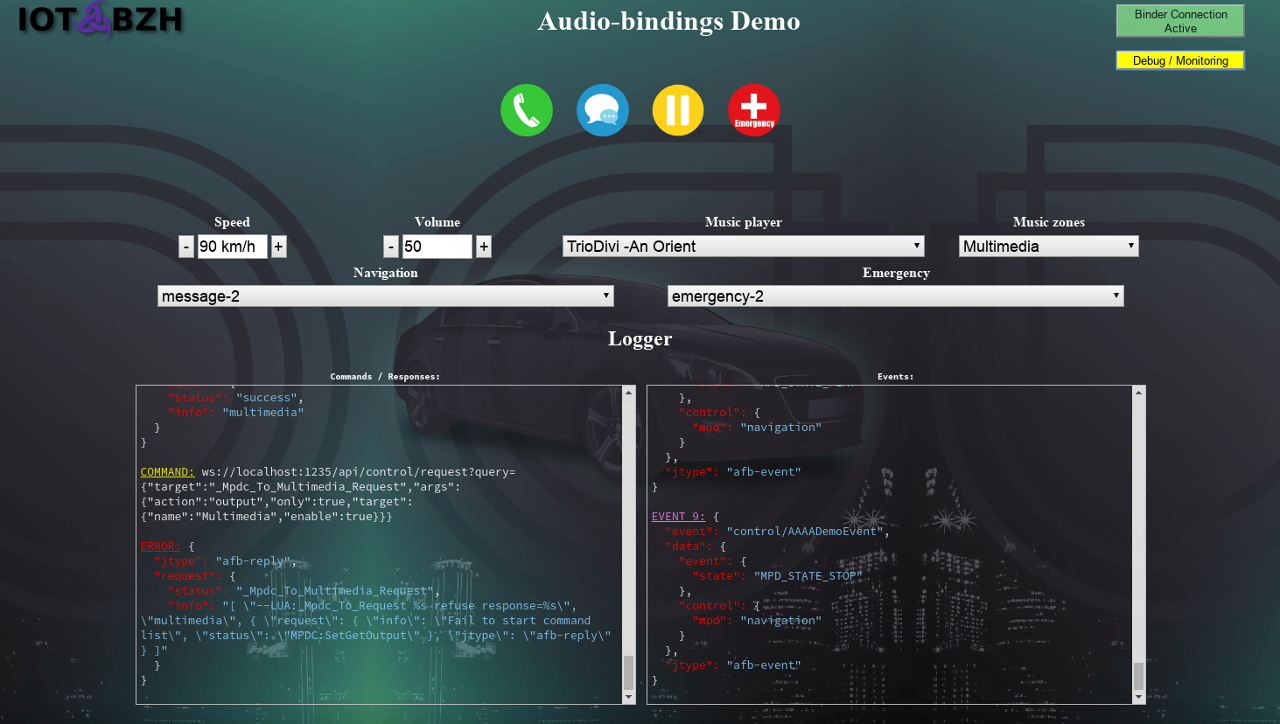 IOT BZH
Audio-bindings Demo
Binder Connection
Active
Debug / Monitoring
Emergency
Speed
Volume
Music player
Music zones
- 90 km/h +
- 50 +
TrioDivi -An Orient
Multimedia
Navigation
Emergency
message-2
emergency-2
Logger
Commands / Responses:
"status": "success",
"info": "multimedia"
}
}
COMMAND: ws://localhost:1235/api/control/request?query=
{"target":"_Mpdc_To_Multimedia_Request","args":
{"action":"output","only":true,"target":
{"name":"Multimedia","enable":true}}}
ERROR: {
"jtype": "afb-reply",
"request": {
"status": "_Mpdc_To_Multimedia_Request",
"info": "[ \"--LUA:_Mpdc_To_Request %s refuse response=%s\",
\"multimedia\", { \"request\": { \"info\": \"Fail to start command
list\", \"status\": \"MPDC:SetGetOutput\" }, \"jtype\": \"afb-reply\"
} ]"
}
}
Events:
},
"control": {
"mpd": "navigation"
}
},
"jtype": "afb-event"
}
EVENT 9: {
"event": "control/AAAADemoEvent",
"data": {
"event": {
"state": "MPD_STATE_STOP"
},
"control": {
"mpd": "navigation"
}
},
"jtype": "afb-event"
}